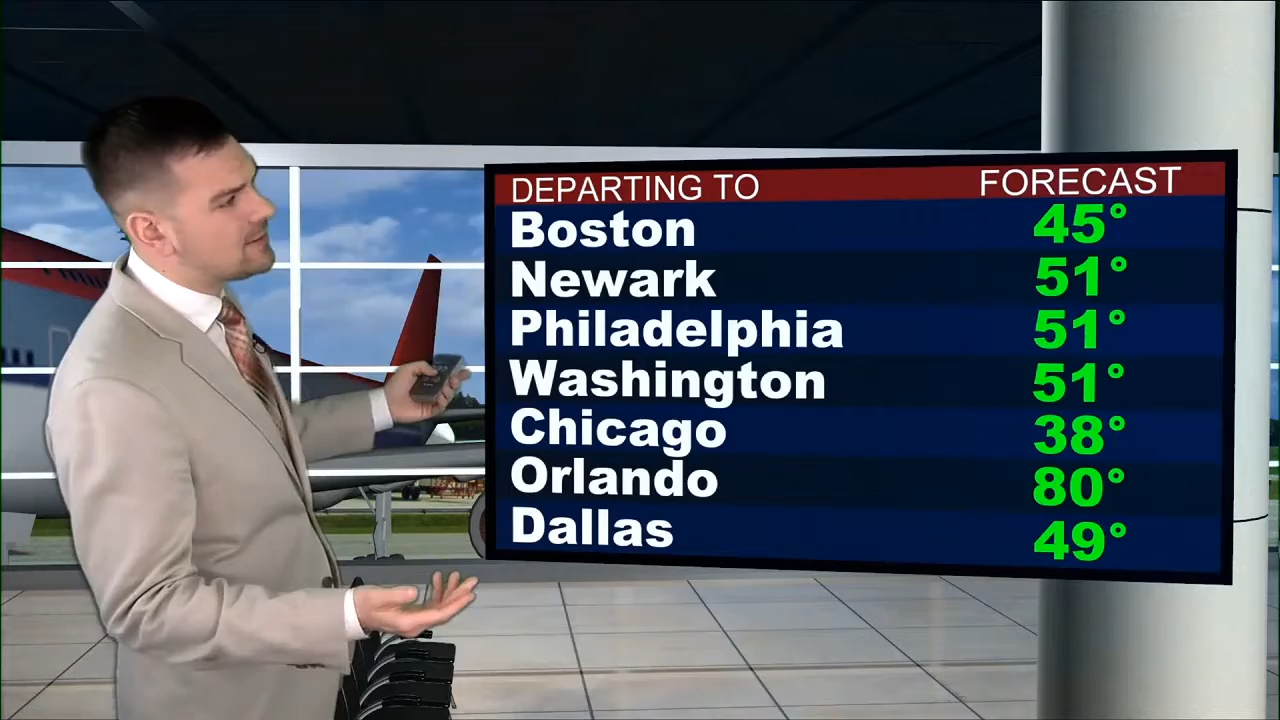 DEPARTING TO FORECAST
Boston 45°
Newark 51°
Philadelphia 51°
Washington 51°
Chicago 38°
Orlando 80°
Dallas 49°